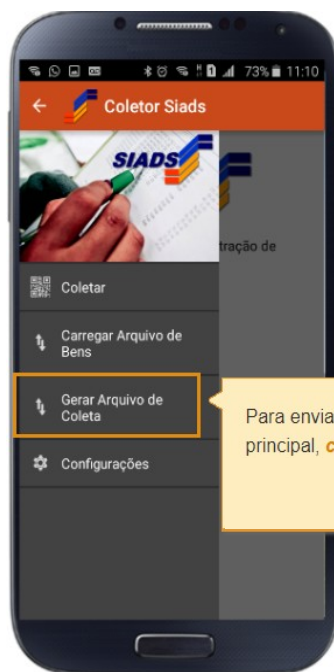 73% 11:10
Coletor Siads
SIADS
tração de
Coletar
Carregar Arquivo de
Bens
Gerar Arquivo de
Coleta
Para envia
principal, c
Configurações